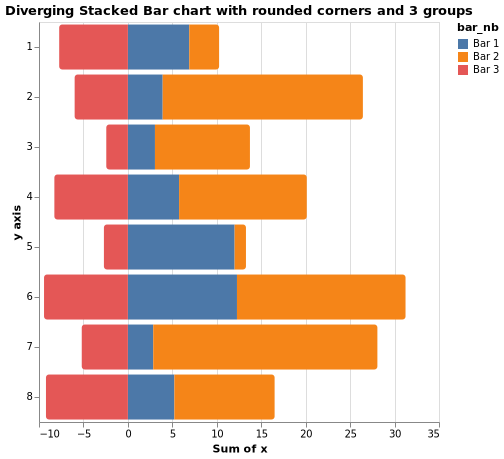 Diverging Stacked Bar chart with rounded corners and 3 groups
bar_nb
Bar 1
Bar 2
Bar 3
y axis
1
2
3
4
5
6
7
8
−10 −5 0 5 10 15 20 25 30 35
Sum of x